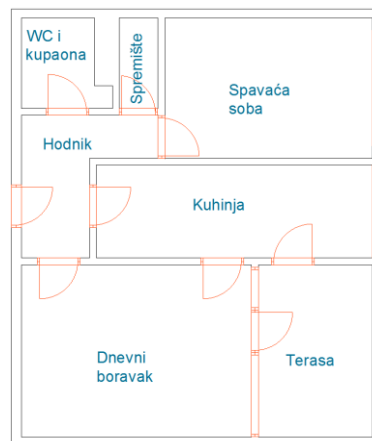 WC i
kupaona
Spremište
Spavaća
soba
Hodnik
Kuhinja
Dnevni
boravak
Terasa